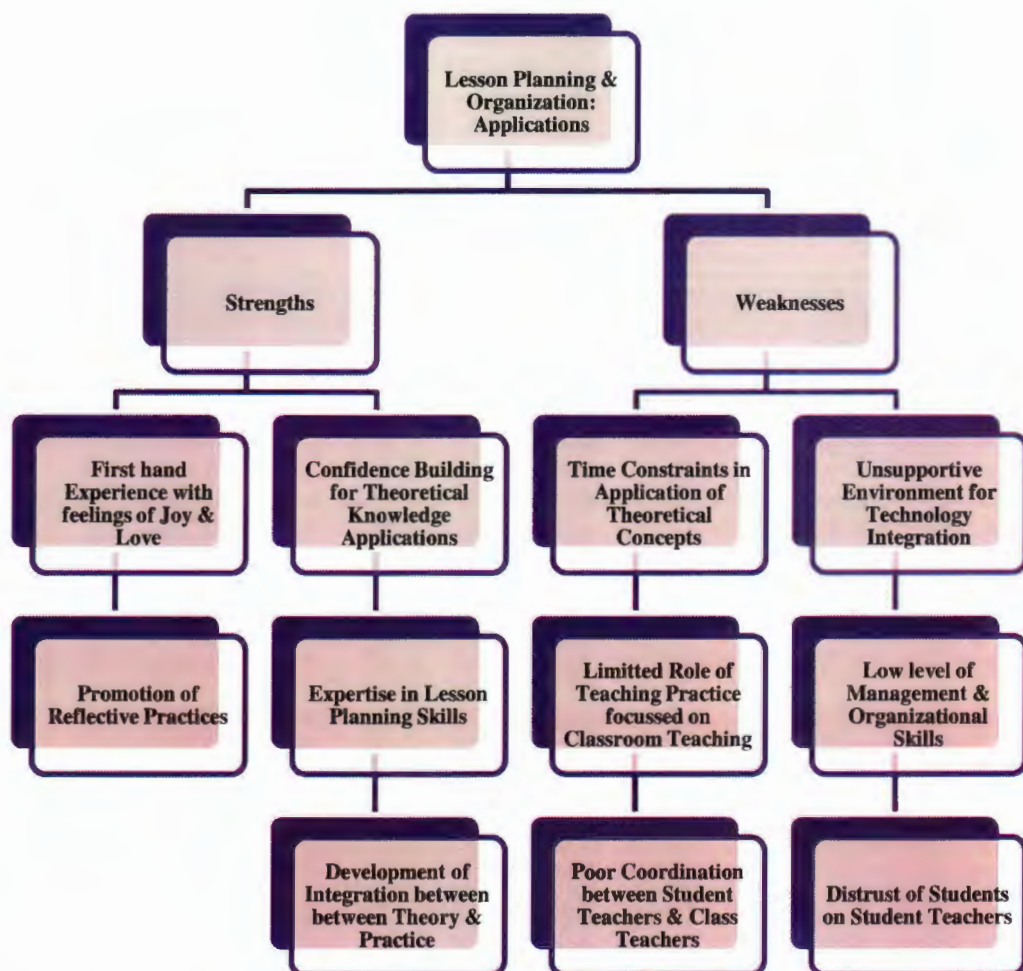 Lesson Planning &
Organization:
Applications
Strengths
Weaknesses
First hand
Experience with
feelings of Joy &
Love
Confidence Building
for Theoretical
Knowledge
Applications
Time Constraints in
Application of
Theoretical
Concepts
Unsupportive
Environment for
Technology
Integration
Promotion of
Reflective Practices
Expertise in Lesson
Planning Skills
Limitted Role of
Teaching Practice
focussed on
Classroom Teaching
Low level of
Management &
Organizational
Skills
Development of
Integration between
between Theory &
Practice
Poor Coordination
between Student
Teachers & Class
Teachers
Distrust of Students
on Student Teachers